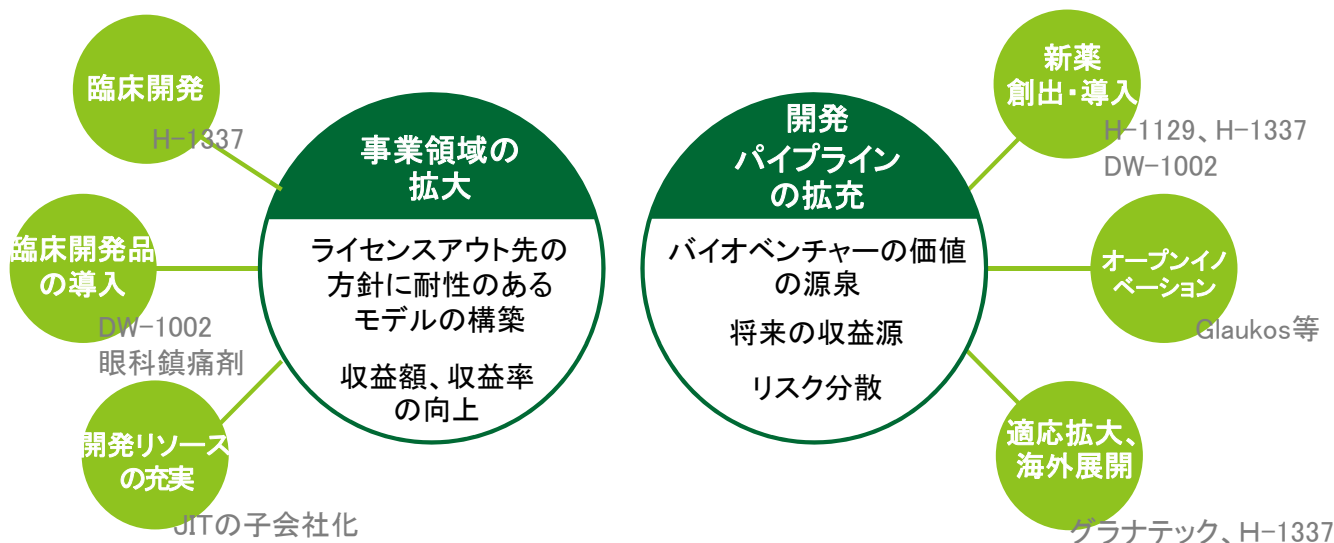 臨床開発
H-1337
臨床開発品
の導入
DW-1002
眼科鎮痛剤
開発リソース
の充実
JITの子会社化
事業領域の
拡大
ライセンスアウト先の
方針に耐性のある
モデルの構築
収益額、収益率
の向上
開発
パイプライン
の拡充
バイオベンチャーの価値
の源泉
将来の収益源
リスク分散
新薬
創出・導入
H-1129、H-1337
DW-1002
オープンイノ
ベーション
Glaukos等
適応拡大、
海外展開
グラナテック、H-1337